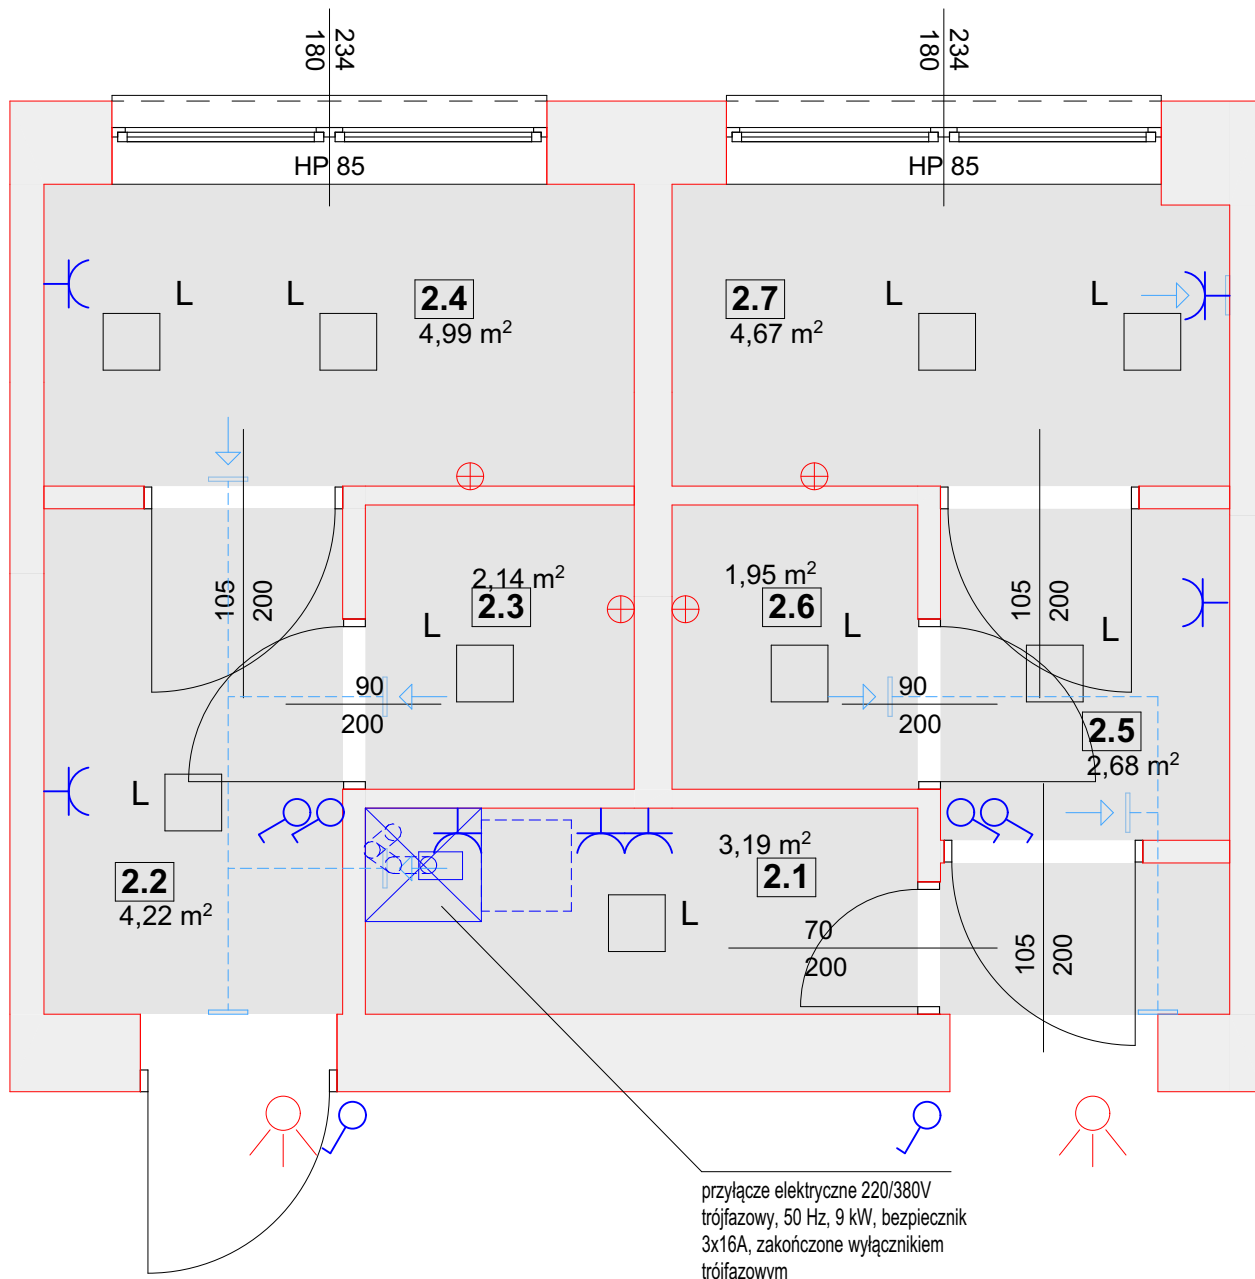 234
180
234
180
HP 85
HP 85
L
L
2.4
4,99 m²
2.7
4,67 m²
L
L
105
200
2,14 m²
2.3
L
1,95 m²
2.6
L
105
200
L
90
200
90
200
2.5
2,68 m²
L
2.2
4,22 m²
3,19 m²
2.1
L
70
200
105
200
przyłącze elektryczne 220/380V
trójfazowy, 50 Hz, 9 kW, bezpiecznik
3x16A, zakończone wyłącznikiem
trójfazowym